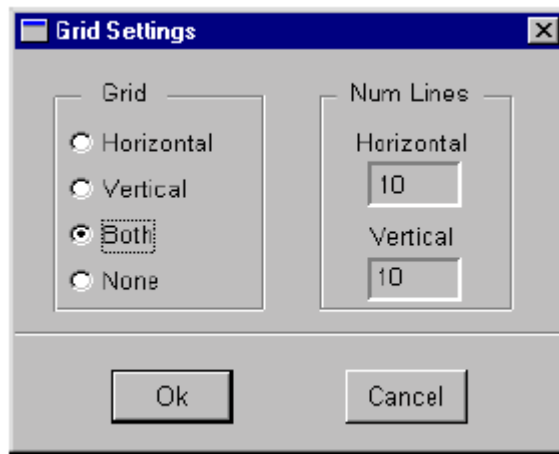 Grid Settings
Grid
Horizontal
Vertical
Both
None
Num Lines
Horizontal
10
Vertical
10
Ok
Cancel